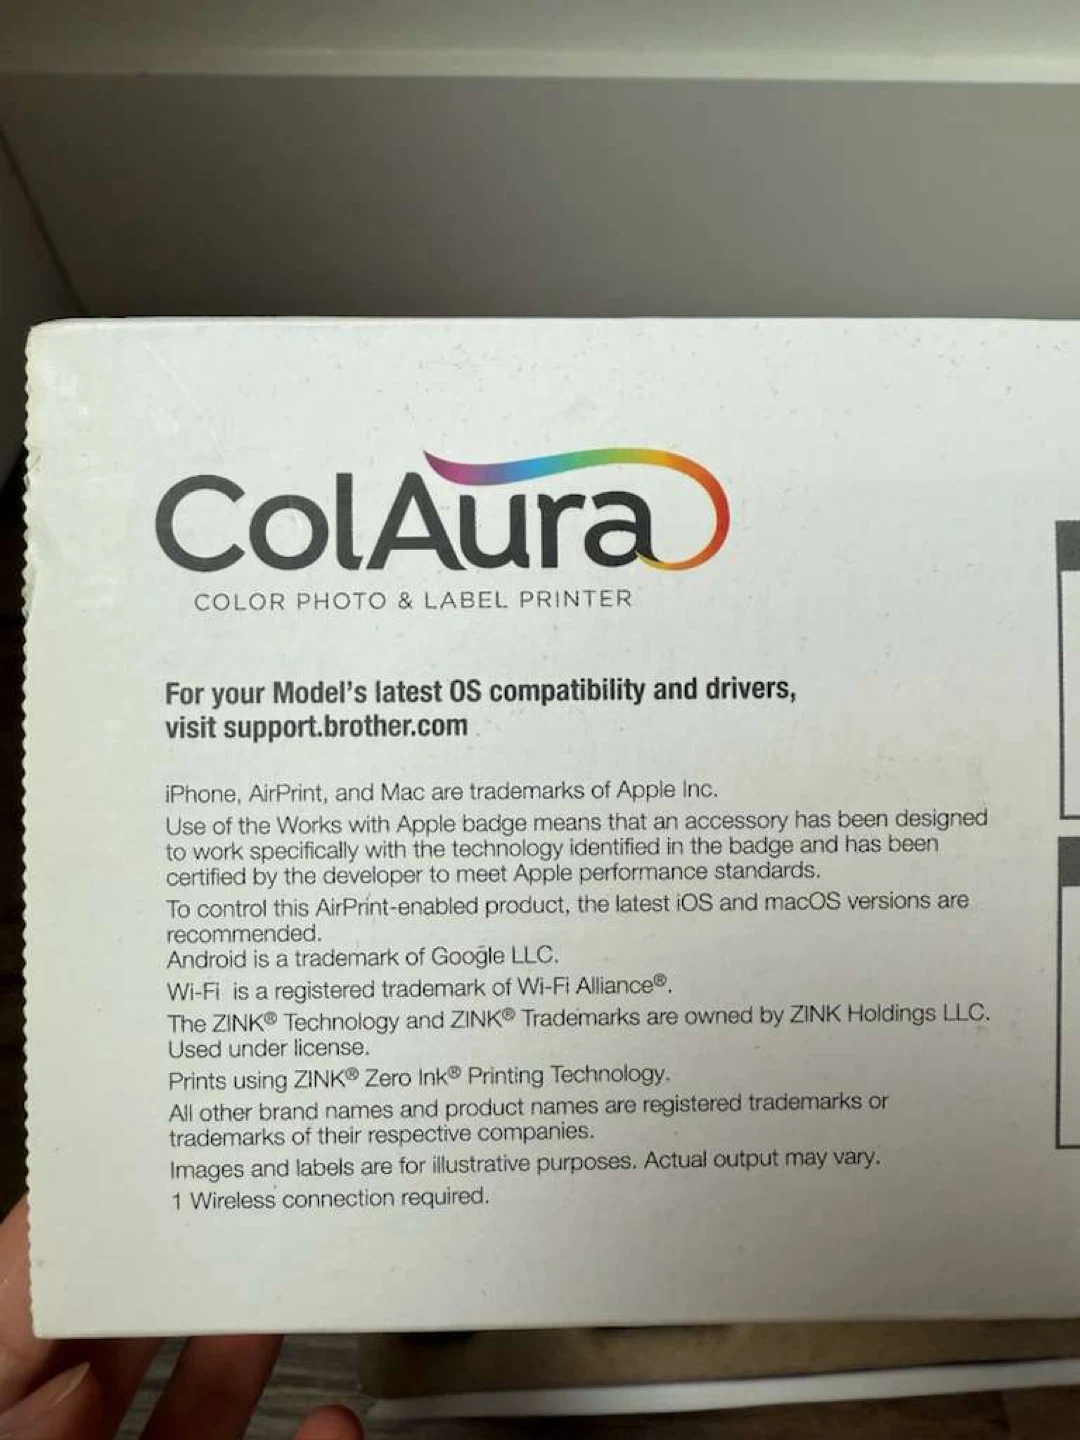 ColAura
COLOR PHOTO & LABEL PRINTER
For your Model's latest OS compatibility and drivers,
visit support.brother.com
iPhone, AirPrint, and Mac are trademarks of Apple Inc.
Use of the Works with Apple badge means that an accessory has been designed
to work specifically with the technology identified in the badge and has been
certified by the developer to meet Apple performance standards.
To control this AirPrint-enabled product, the latest iOS and macOS versions are
recommended.
Android is a trademark of Google LLC.
Wi-Fi is a registered trademark of Wi-Fi Alliance®.
The ZINK® Technology and ZINK® Trademarks are owned by ZINK Holdings LLC.
Used under license.
Prints using ZINK® Zero Ink® Printing Technology.
All other brand names and product names are registered trademarks or
trademarks of their respective companies.
Images and labels are for illustrative purposes. Actual output may vary.
1 Wireless connection required.